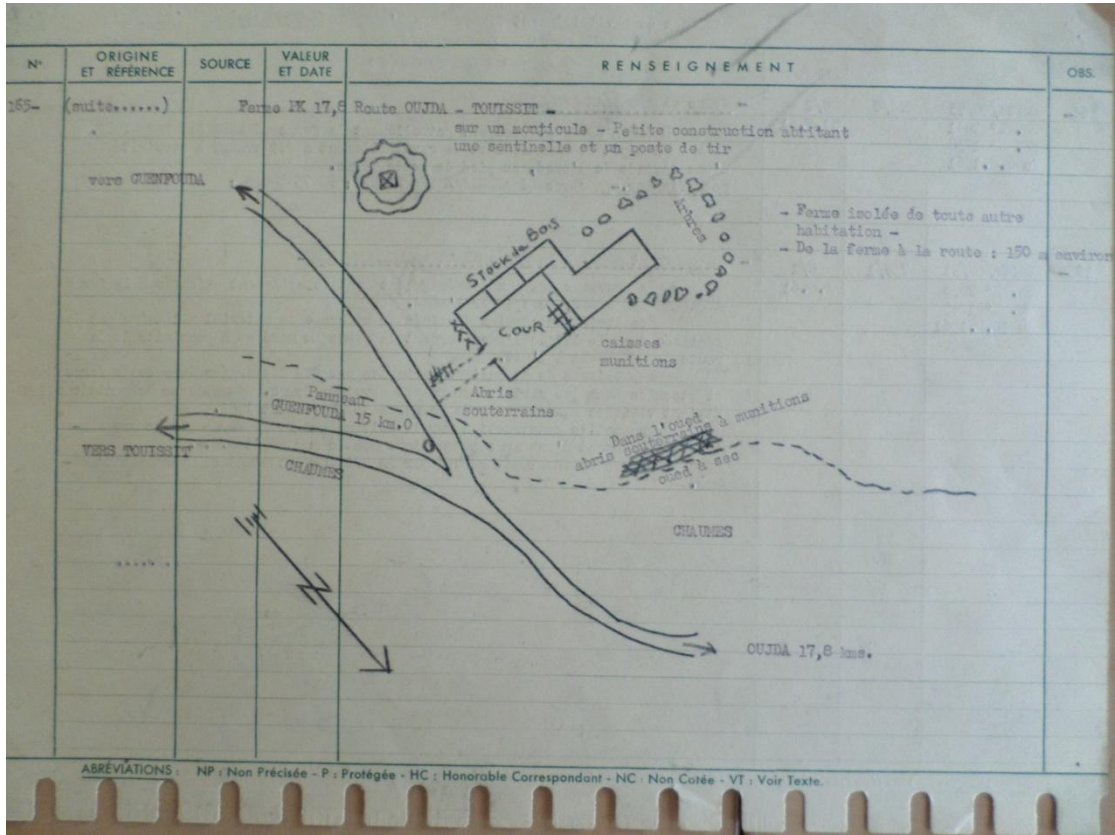 N°
ORIGINE
ET RÉFÉRENCE
SOURCE
VALEUR
ET DATE
RENSEIGNEMENT
OBS.
165- (suite......) Ferme PK 17,8 Route OUJDA - TOUISSIT -
sur un monticule - Petite construction abritant
une sentinelle et un poste de tir
vers GUENFOUDA
Arbres
- Ferme isolée de toute autre
habitation -
- De la ferme à la route : 150 m environ
Stock de Bois
COUR
caisses
munitions
Abris
souterrains
Panneau
GUENFOUDA 15 km.0
Dans l'oued
abris souterrains à munitions
oued à sec
VERS TOUISSIT
CHAUMES
CHAUMES
OUJDA 17,8 kms.
ABRÉVIATIONS : NP : Non Précisée - P : Protégée - HC : Honorable Correspondant - NC : Non Cotée - VT : Voir Texte.